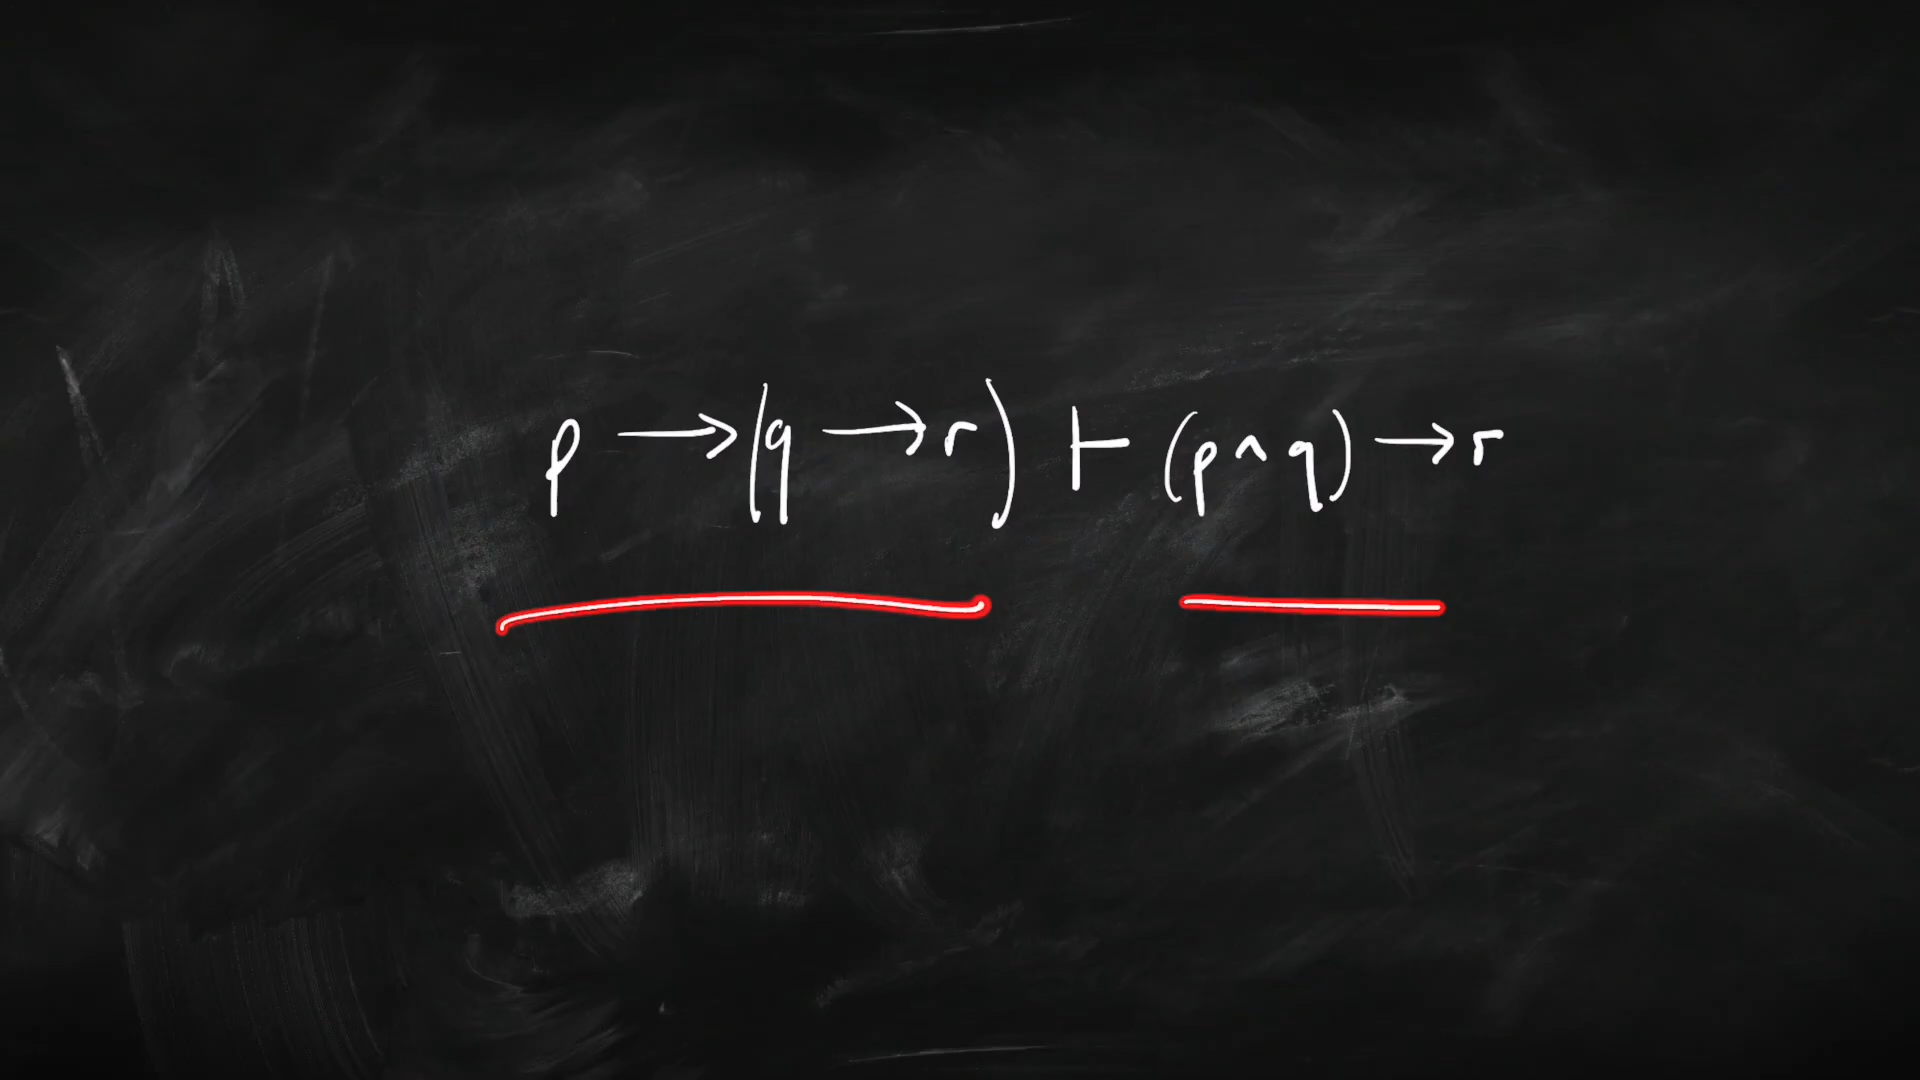 p → (q → r) ⊢ (p ∧ q) → r